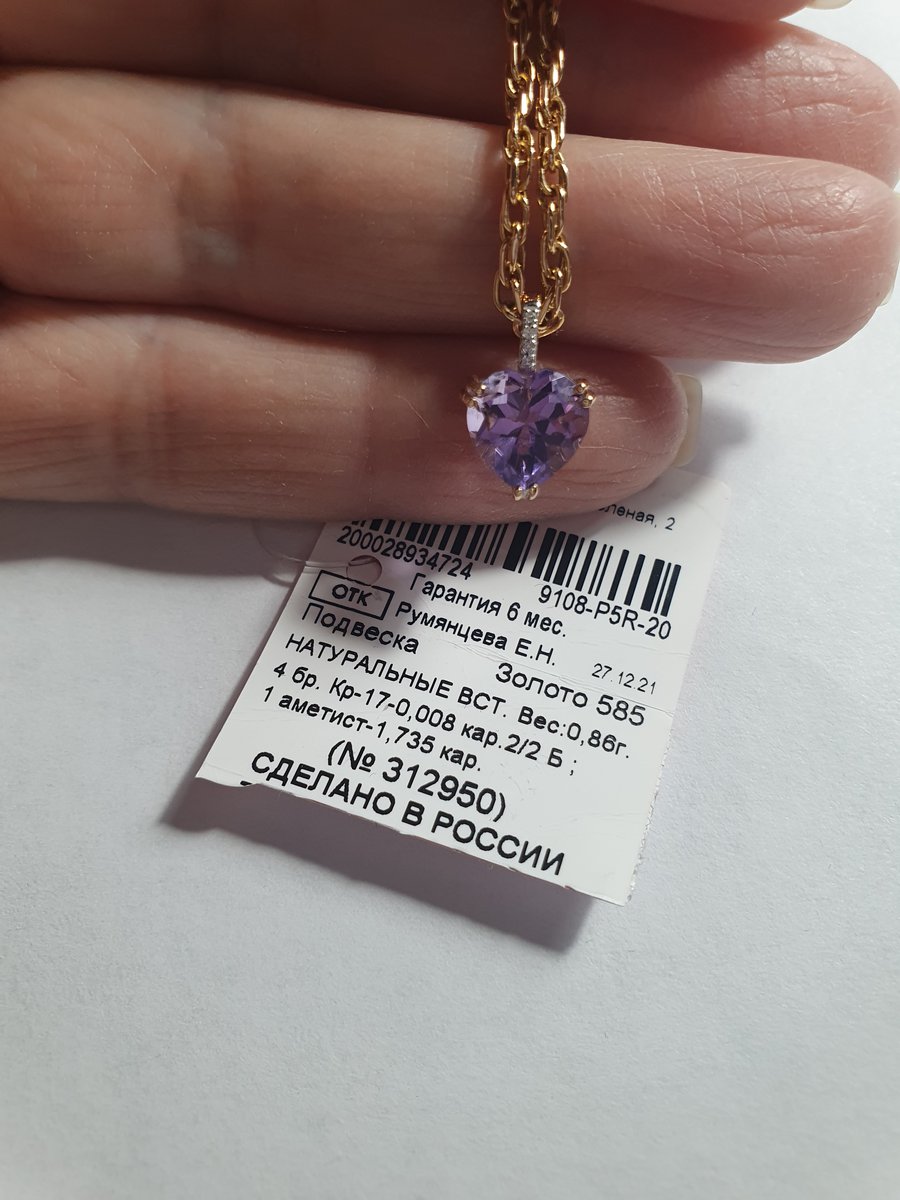 2
200028934724
9108-P5R-20
ОТК
Гарантия 6 мес.
Румянцева Е.Н.
27.12.21
Подвеска
Золото 585
НАТУРАЛЬНЫЕ ВСТ. Вес:0,86г.
4 бр. Кр-17-0,008 кар.2/2 Б ;
1 аметист-1,735 кар.
(№ 312950)
СДЕЛАНО В РОССИИ